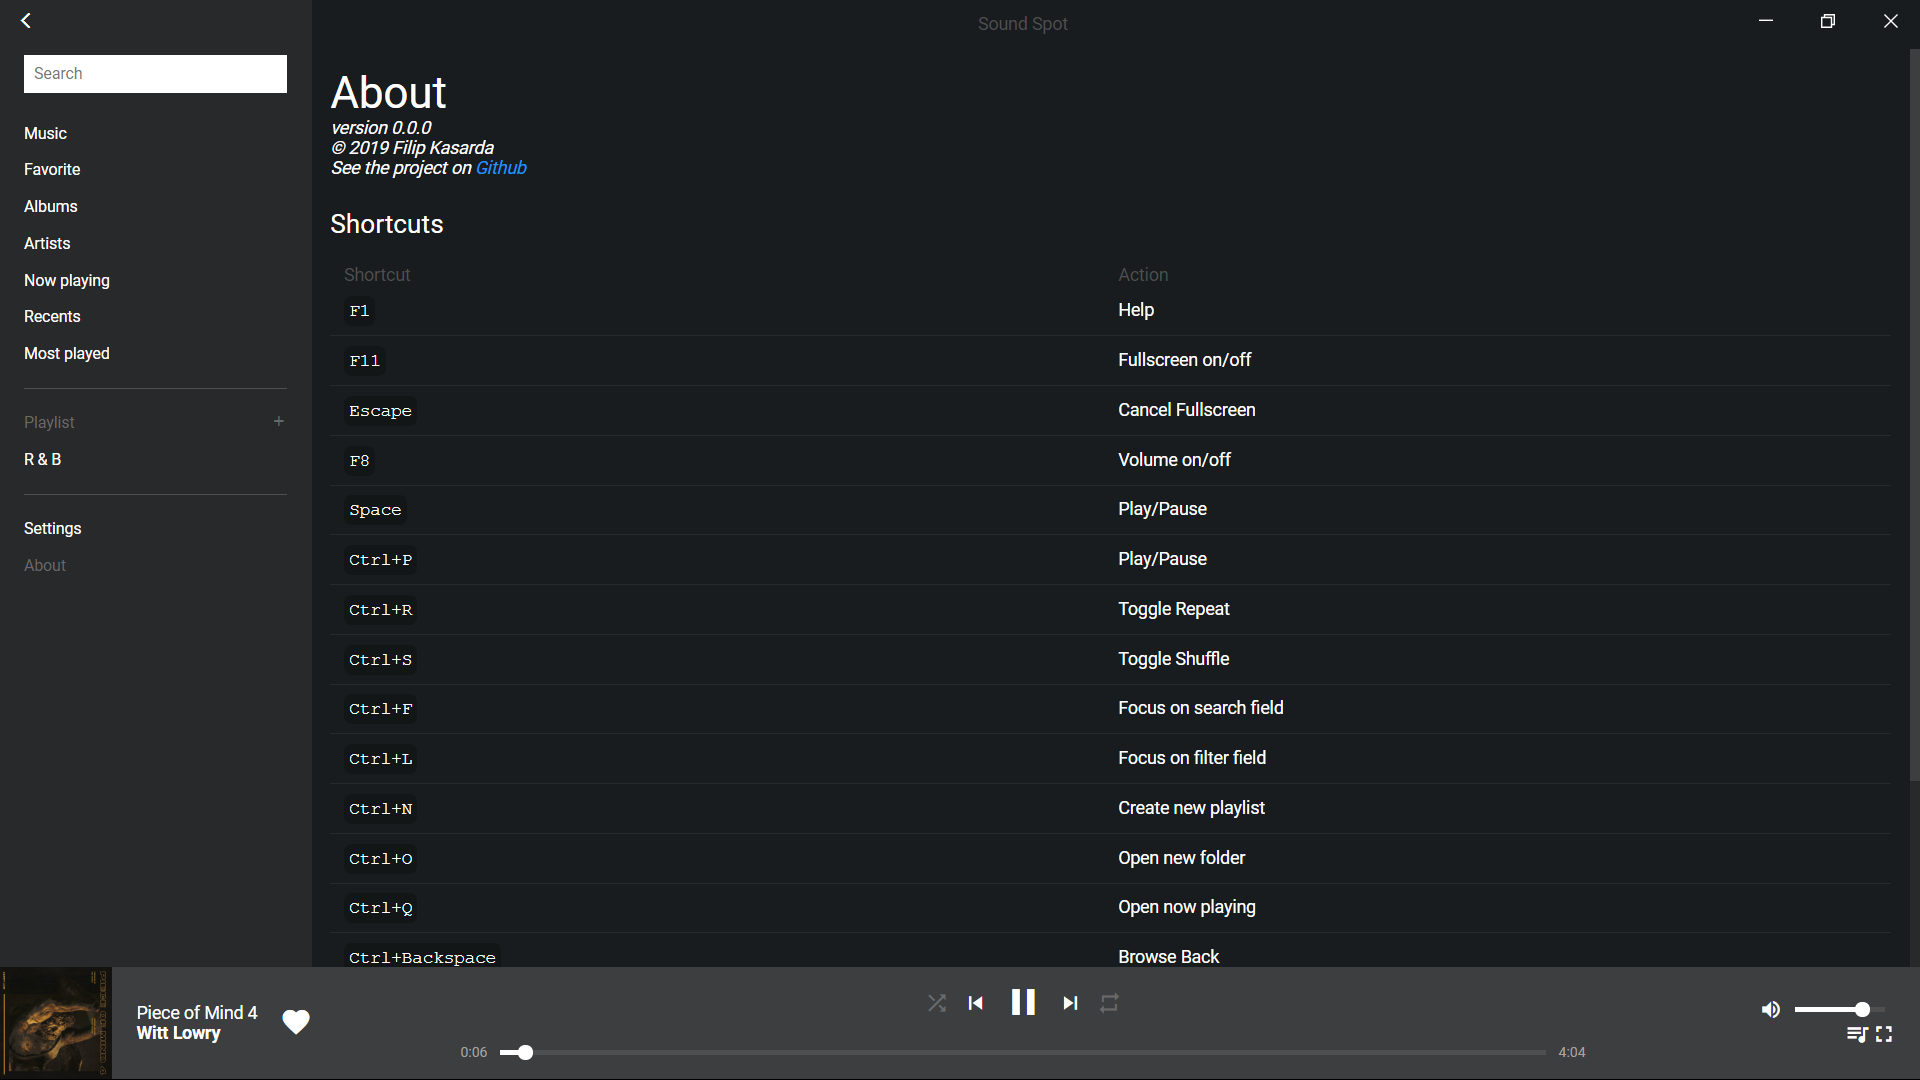 Sound Spot
Search
Music
Favorite
Albums
Artists
Now playing
Recents
Most played
Playlist +
R & B
Settings
About
About
version 0.0.0
© 2019 Filip Kasarda
See the project on Github
Shortcuts
Shortcut Action
F1 Help
F11 Fullscreen on/off
Escape Cancel Fullscreen
F8 Volume on/off
Space Play/Pause
Ctrl+P Play/Pause
Ctrl+R Toggle Repeat
Ctrl+S Toggle Shuffle
Ctrl+F Focus on search field
Ctrl+L Focus on filter field
Ctrl+N Create new playlist
Ctrl+O Open new folder
Ctrl+Q Open now playing
Ctrl+Backspace Browse Back
Piece of Mind 4
Witt Lowry
0:06
4:04